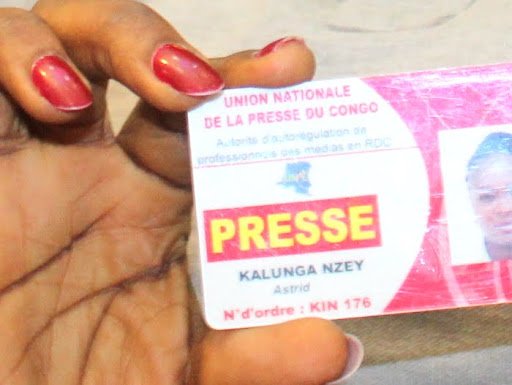 UNION NATIONALE
DE LA PRESSE DU CONGO
Autorité d'autorégulation de
professionnels des médias en RDC
PRESSE
KALUNGA NZEY
Astrid
N°d'ordre : KIN 176